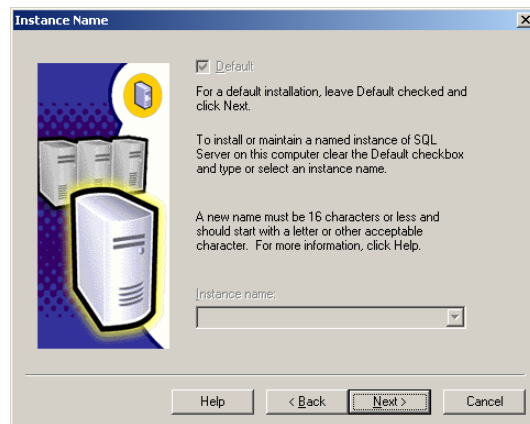 Instance Name
Default
For a default installation, leave Default checked and
click Next.
To install or maintain a named instance of SQL
Server on this computer clear the Default checkbox
and type or select an instance name.
A new name must be 16 characters or less and
should start with a letter or other acceptable
character. For more information, click Help.
Instance name:
Help
< Back
Next >
Cancel